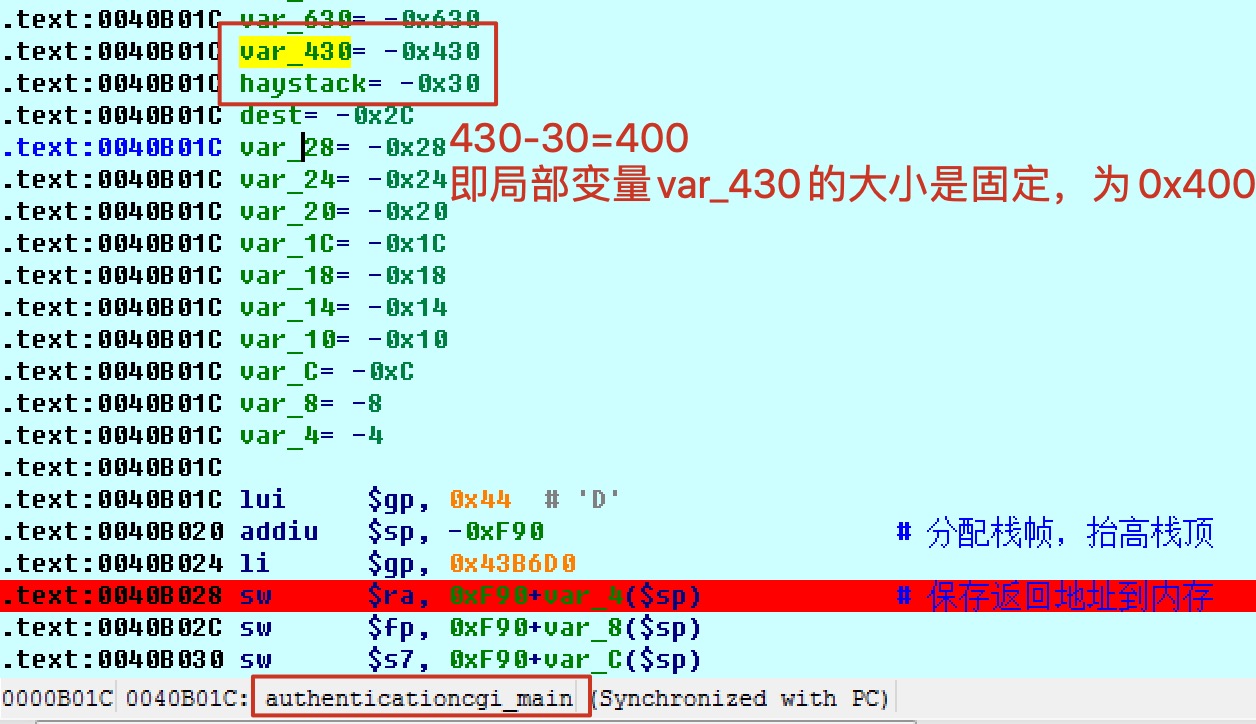 .text:0040B01C var_630= -0x630
.text:0040B01C var_430= -0x430
.text:0040B01C haystack= -0x30
.text:0040B01C dest= -0x2C
.text:0040B01C var_28= -0x28
430-30=400
.text:0040B01C var_24= -0x24
即局部变量var_430的大小是固定，为0x400
.text:0040B01C var_20= -0x20
.text:0040B01C var_1C= -0x1C
.text:0040B01C var_18= -0x18
.text:0040B01C var_14= -0x14
.text:0040B01C var_10= -0x10
.text:0040B01C var_C= -0xC
.text:0040B01C var_8= -8
.text:0040B01C var_4= -4
.text:0040B01C
.text:0040B01C lui $gp, 0x44 # 'D'
.text:0040B020 addiu $sp, -0xF90 # 分配栈帧，抬高栈顶
.text:0040B024 li $gp, 0x43B6D0
.text:0040B028 sw $ra, 0xF90+var_4($sp) # 保存返回地址到内存
.text:0040B02C sw $fp, 0xF90+var_8($sp)
.text:0040B030 sw $s7, 0xF90+var_C($sp)
0000B01C 0040B01C: authenticationcgi_main (Synchronized with PC)